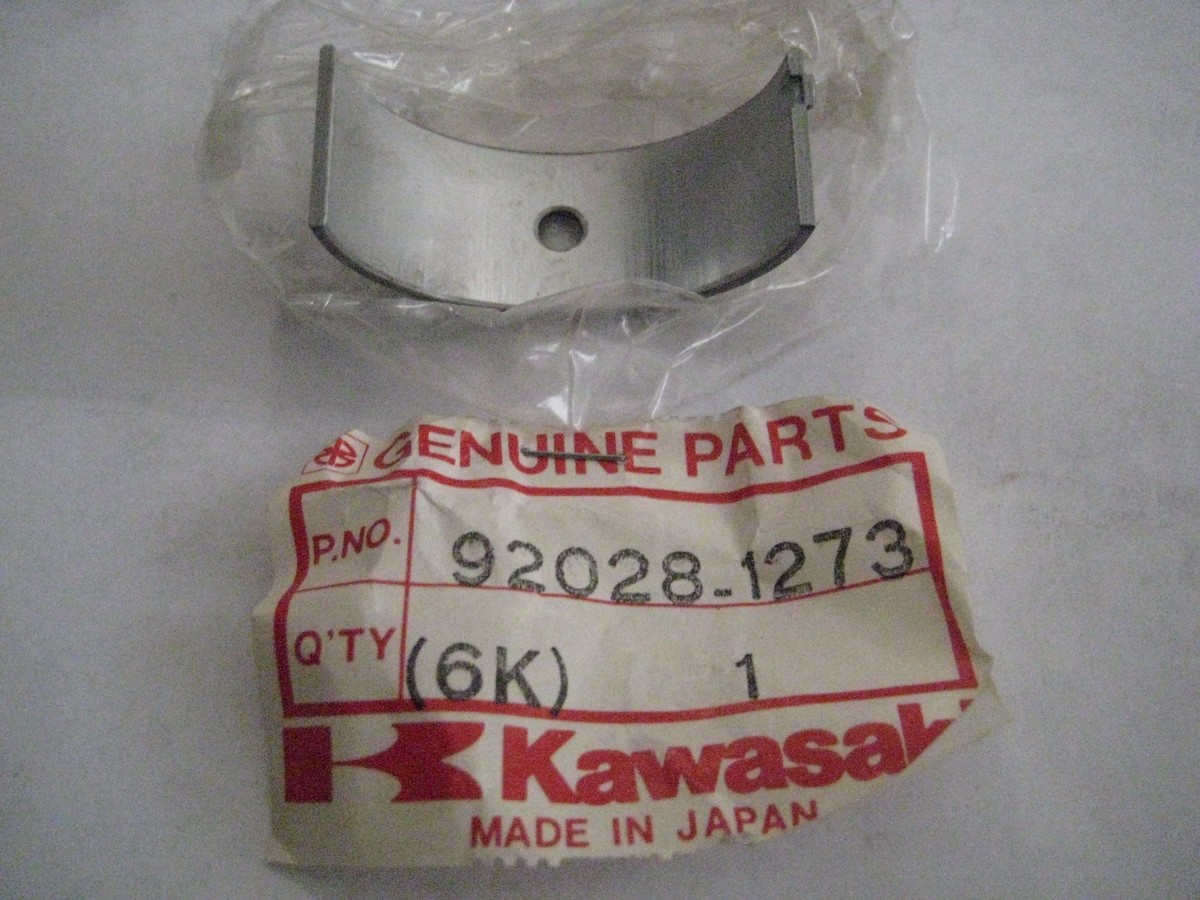 GENUINE PARTS
P.NO. 92028-1273
Q'TY (6K) 1
Kawasaki
MADE IN JAPAN